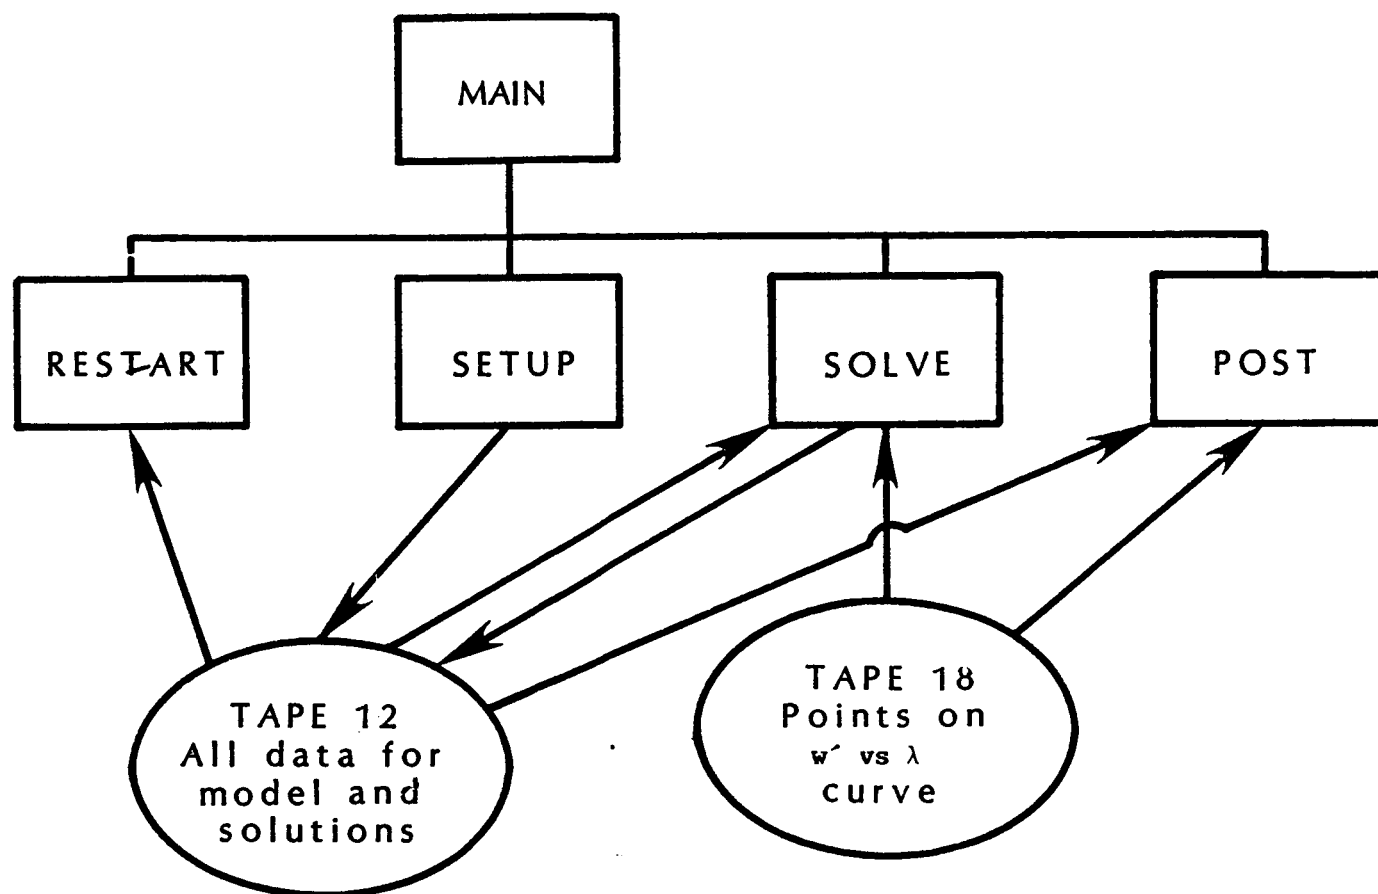 MAIN
RESTART
SETUP
SOLVE
POST
TAPE 12
All data for
model and
solutions
TAPE 18
Points on
w′ vs λ
curve